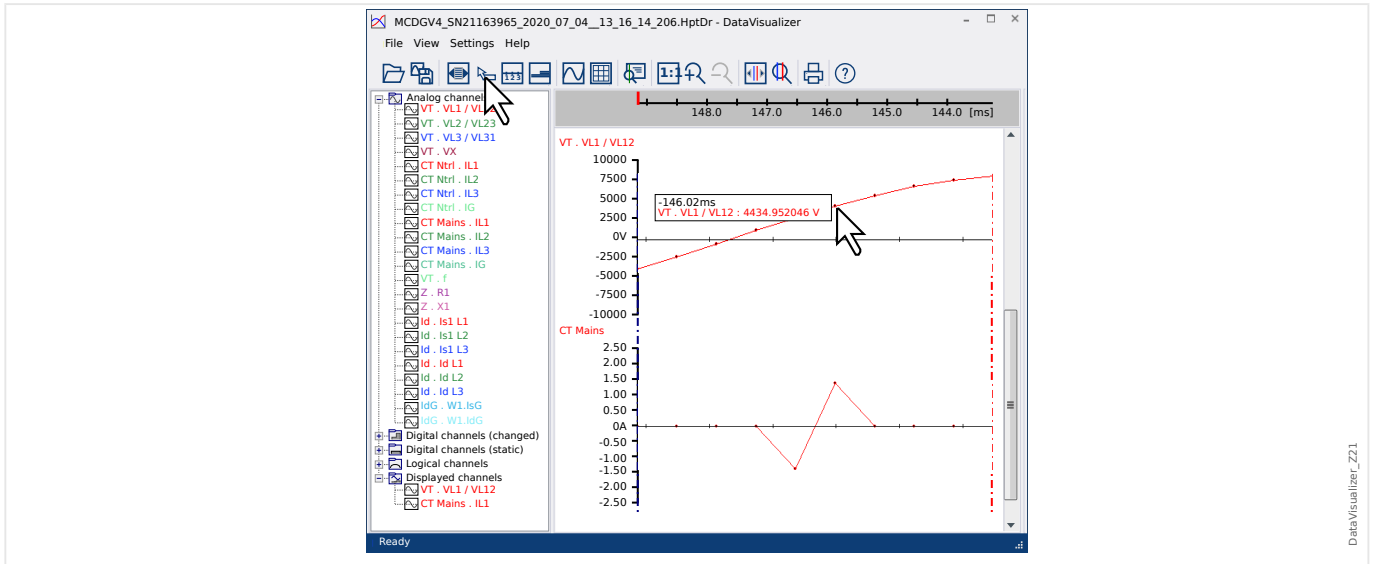 MCDGV4_SN21163965_2020_07_04__13_16_14_206.HptDr - DataVisualizer
File View Settings Help
1:1
1 2 3
Analog channels
VT . VL1 / VL12
VT . VL2 / VL23
VT . VL3 / VL31
VT . VX
CT Ntrl . IL1
CT Ntrl . IL2
CT Ntrl . IL3
CT Ntrl . IG
CT Mains . IL1
CT Mains . IL2
CT Mains . IL3
CT Mains . IG
VT . f
Z . R1
Z . X1
Id . Is1 L1
Id . Is1 L2
Id . Is1 L3
Id . Id L1
Id . Id L2
Id . Id L3
IdG . W1.IsG
IdG . W1.IdG
Digital channels (changed)
Digital channels (static)
Logical channels
Displayed channels
VT . VL1 / VL12
CT Mains . IL1
148.0 147.0 146.0 145.0 144.0 [ms]
VT . VL1 / VL12
10000
7500
5000
2500
0V
-2500
-5000
-7500
-10000
-146.02ms
VT . VL1 / VL12 : 4434.952046 V
CT Mains
2.50
2.00
1.50
1.00
0.50
0A
-0.50
-1.00
-1.50
-2.00
-2.50
Ready
DataVisualizer_Z21